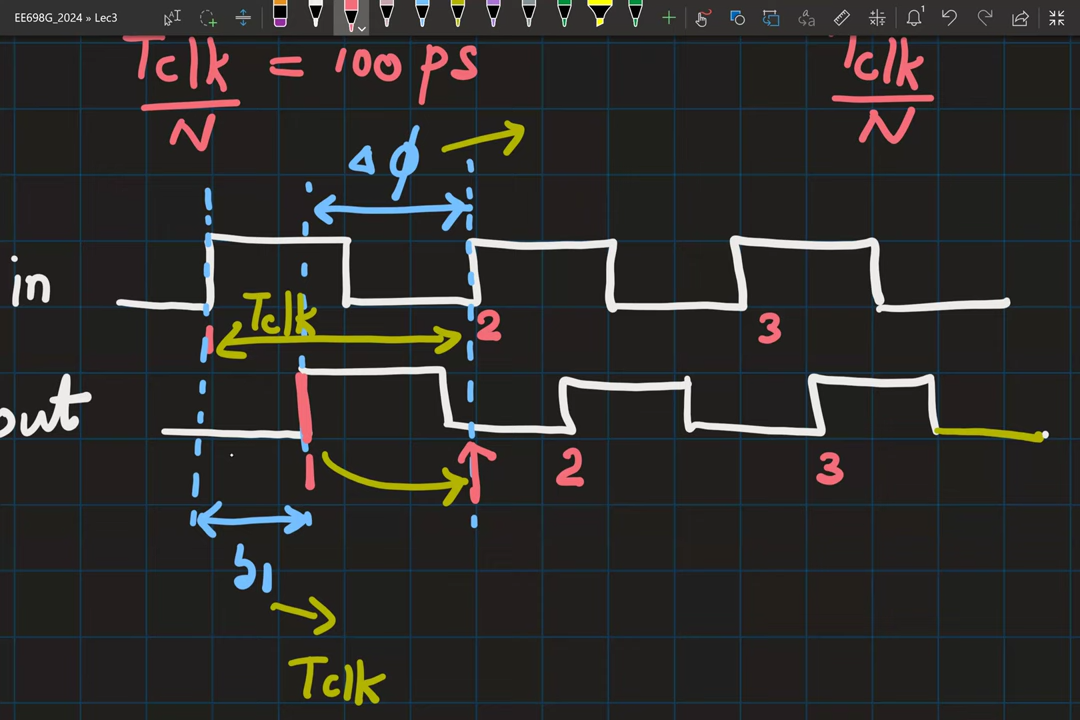 EE698G_2024 » Lec3
Tclk/N = 100 ps
Tclk/N
Δϕ
in
Tclk
1 2 3
out
1 2 3
δ1
Tclk